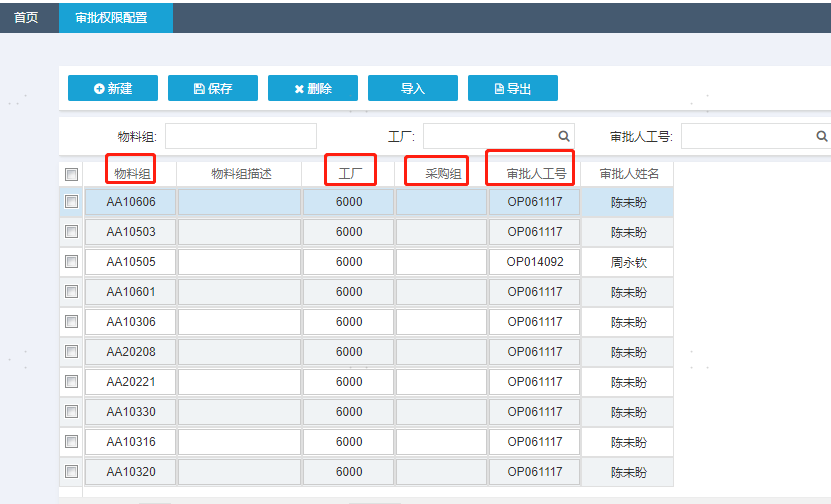 首页 审批权限配置
新建 保存 删除 导入 导出
物料组: 工厂: 审批人工号:
物料组 物料组描述 工厂 采购组 审批人工号 审批人姓名
AA10606 6000 OP061117 陈未盼
AA10503 6000 OP061117 陈未盼
AA10505 6000 OP014092 周永钦
AA10601 6000 OP061117 陈未盼
AA10306 6000 OP061117 陈未盼
AA20208 6000 OP061117 陈未盼
AA20221 6000 OP061117 陈未盼
AA10330 6000 OP061117 陈未盼
AA10316 6000 OP061117 陈未盼
AA10320 6000 OP061117 陈未盼